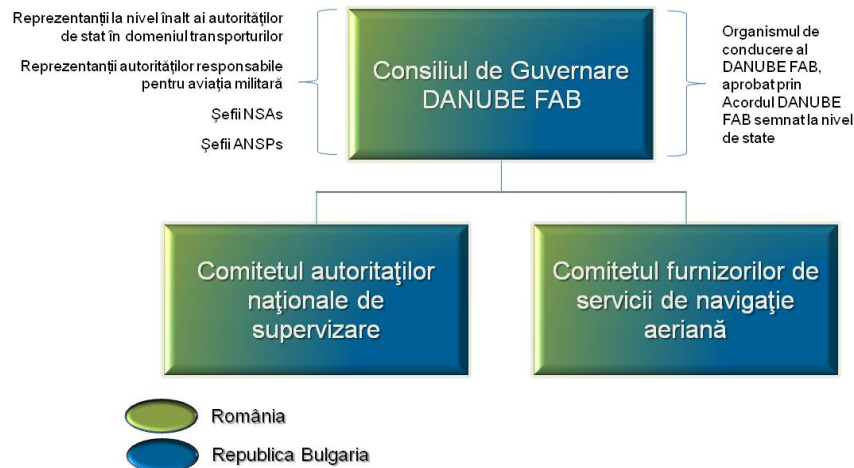 Reprezentanții la nivel înalt ai autorităților
de stat în domeniul transporturilor
Reprezentanții autorităților responsabile
pentru aviația militară
Șefii NSAs
Şefii ANSPs
Consiliul de Guvernare
DANUBE FAB
Organismul de
conducere al
DANUBE FAB,
aprobat prin
Acordul DANUBE
FAB semnat la nivel
de state
Comitetul autoritaţilor
naţionale de
supervizare
Comitetul furnizorilor de
servicii de navigaţie
aeriană
România
Republica Bulgaria